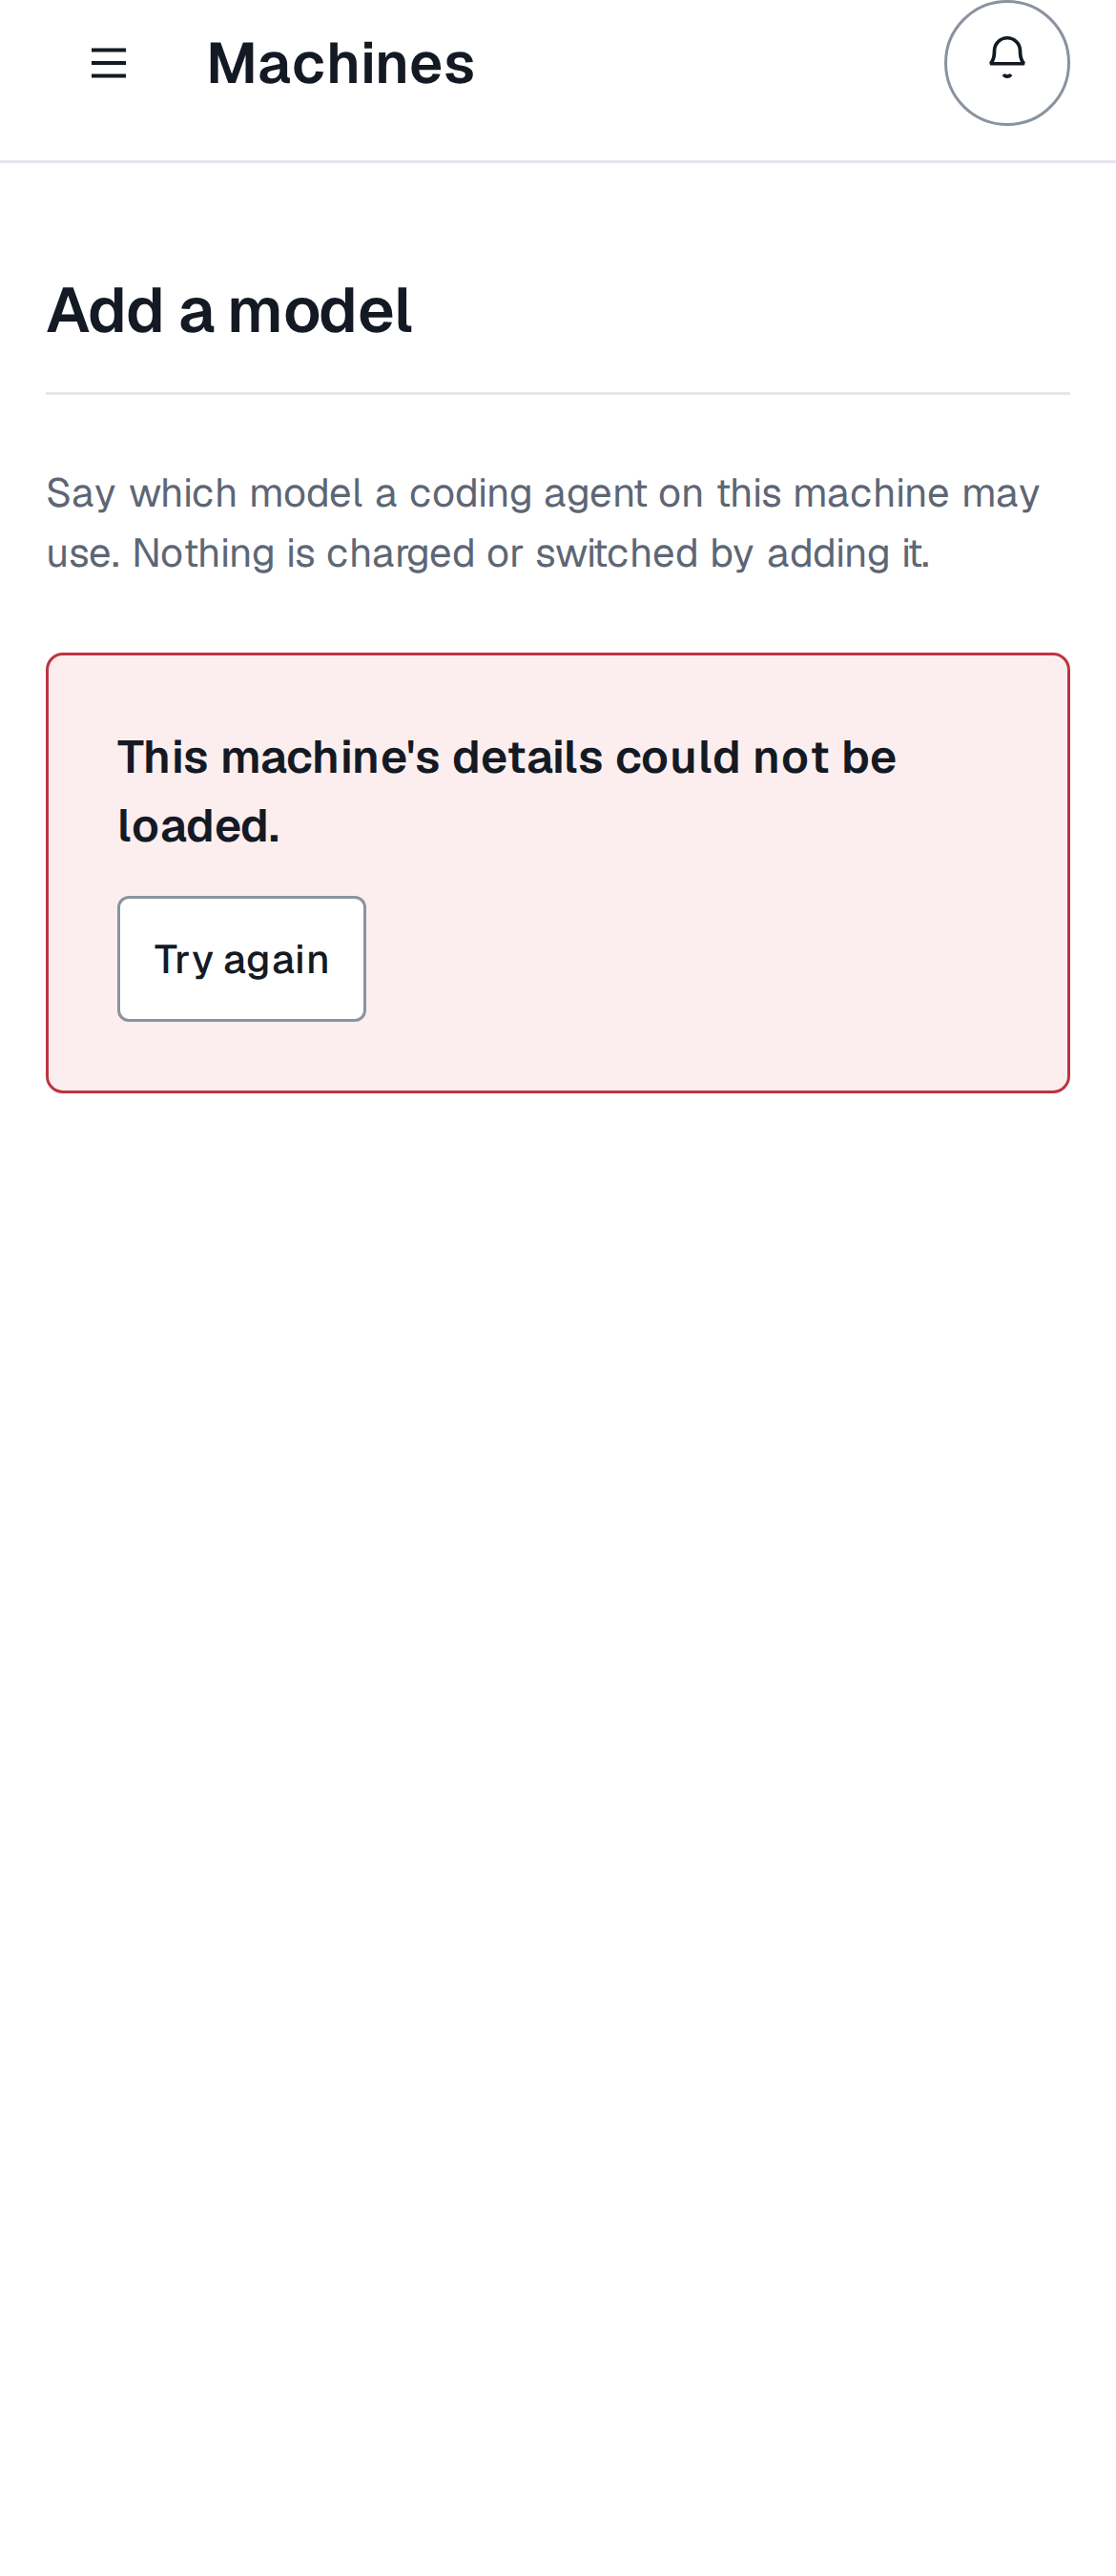 Machines
Add a model
Say which model a coding agent on this machine may
use. Nothing is charged or switched by adding it.
This machine's details could not be
loaded.
Try again